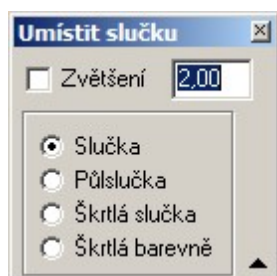 Umístit slučku
Zvětšení 2,00
Slučka
Půlslučka
Škrtlá slučka
Škrtlá barevně